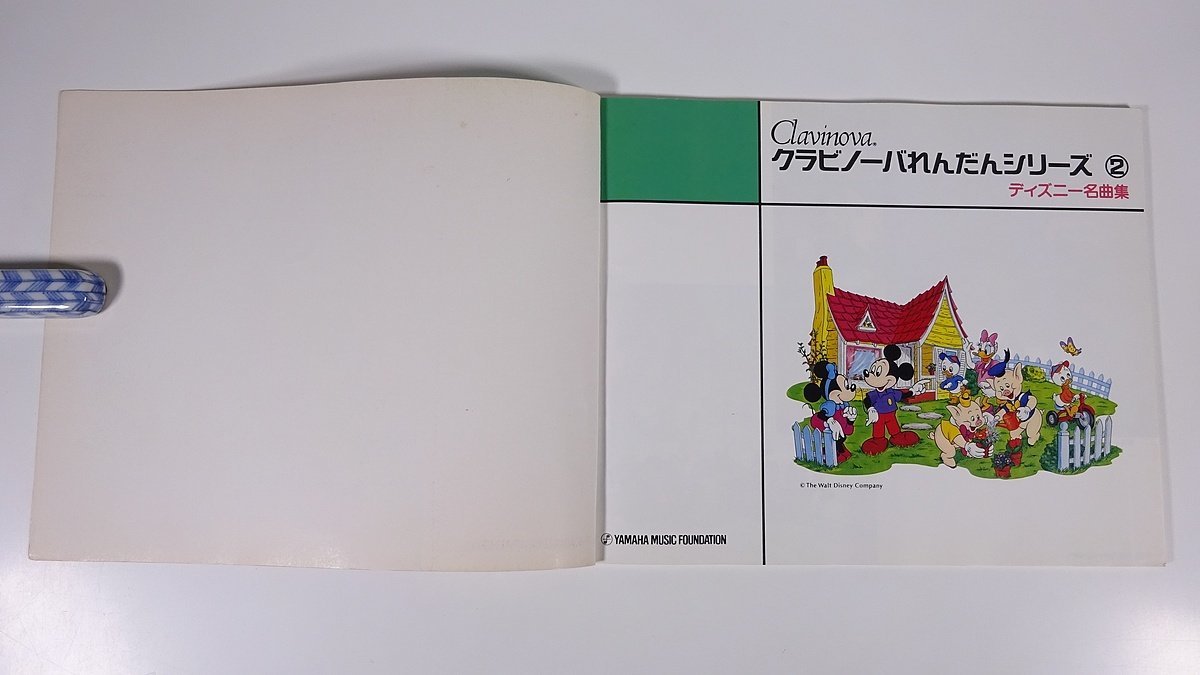 Clavinova®
クラビノーバれんだんシリーズ ②
ディズニー名曲集
© The Walt Disney Company
YAMAHA MUSIC FOUNDATION